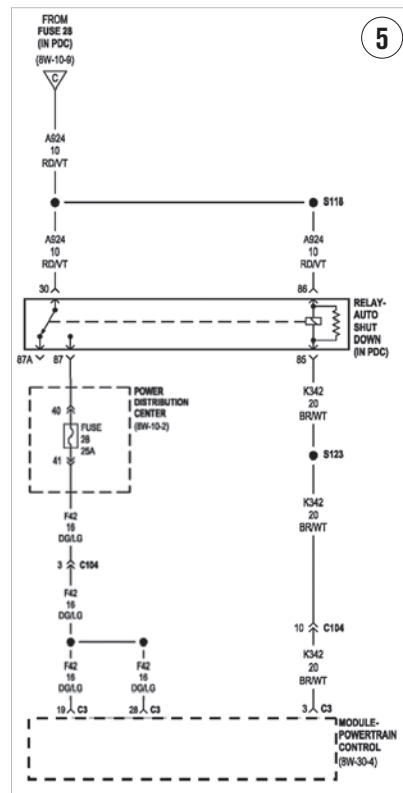 FROM
FUSE 28
(IN PDC)
(8W-10-9)
5
C
A924
10
RD/VT
S118
A924
10
RD/VT
A924
10
RD/VT
30
86
RELAY-
AUTO
SHUT
DOWN
(IN PDC)
87A
87
85
POWER
DISTRIBUTION
CENTER
(8W-10-2)
40
FUSE
28
25A
41
K342
20
BR/WT
S123
F42
16
DG/LG
K342
20
BR/WT
3 C104
F42
16
DG/LG
10 C104
F42
16
DG/LG
F42
16
DG/LG
K342
20
BR/WT
19 C3
28 C3
3 C3
MODULE-
POWERTRAIN
CONTROL
(8W-30-4)